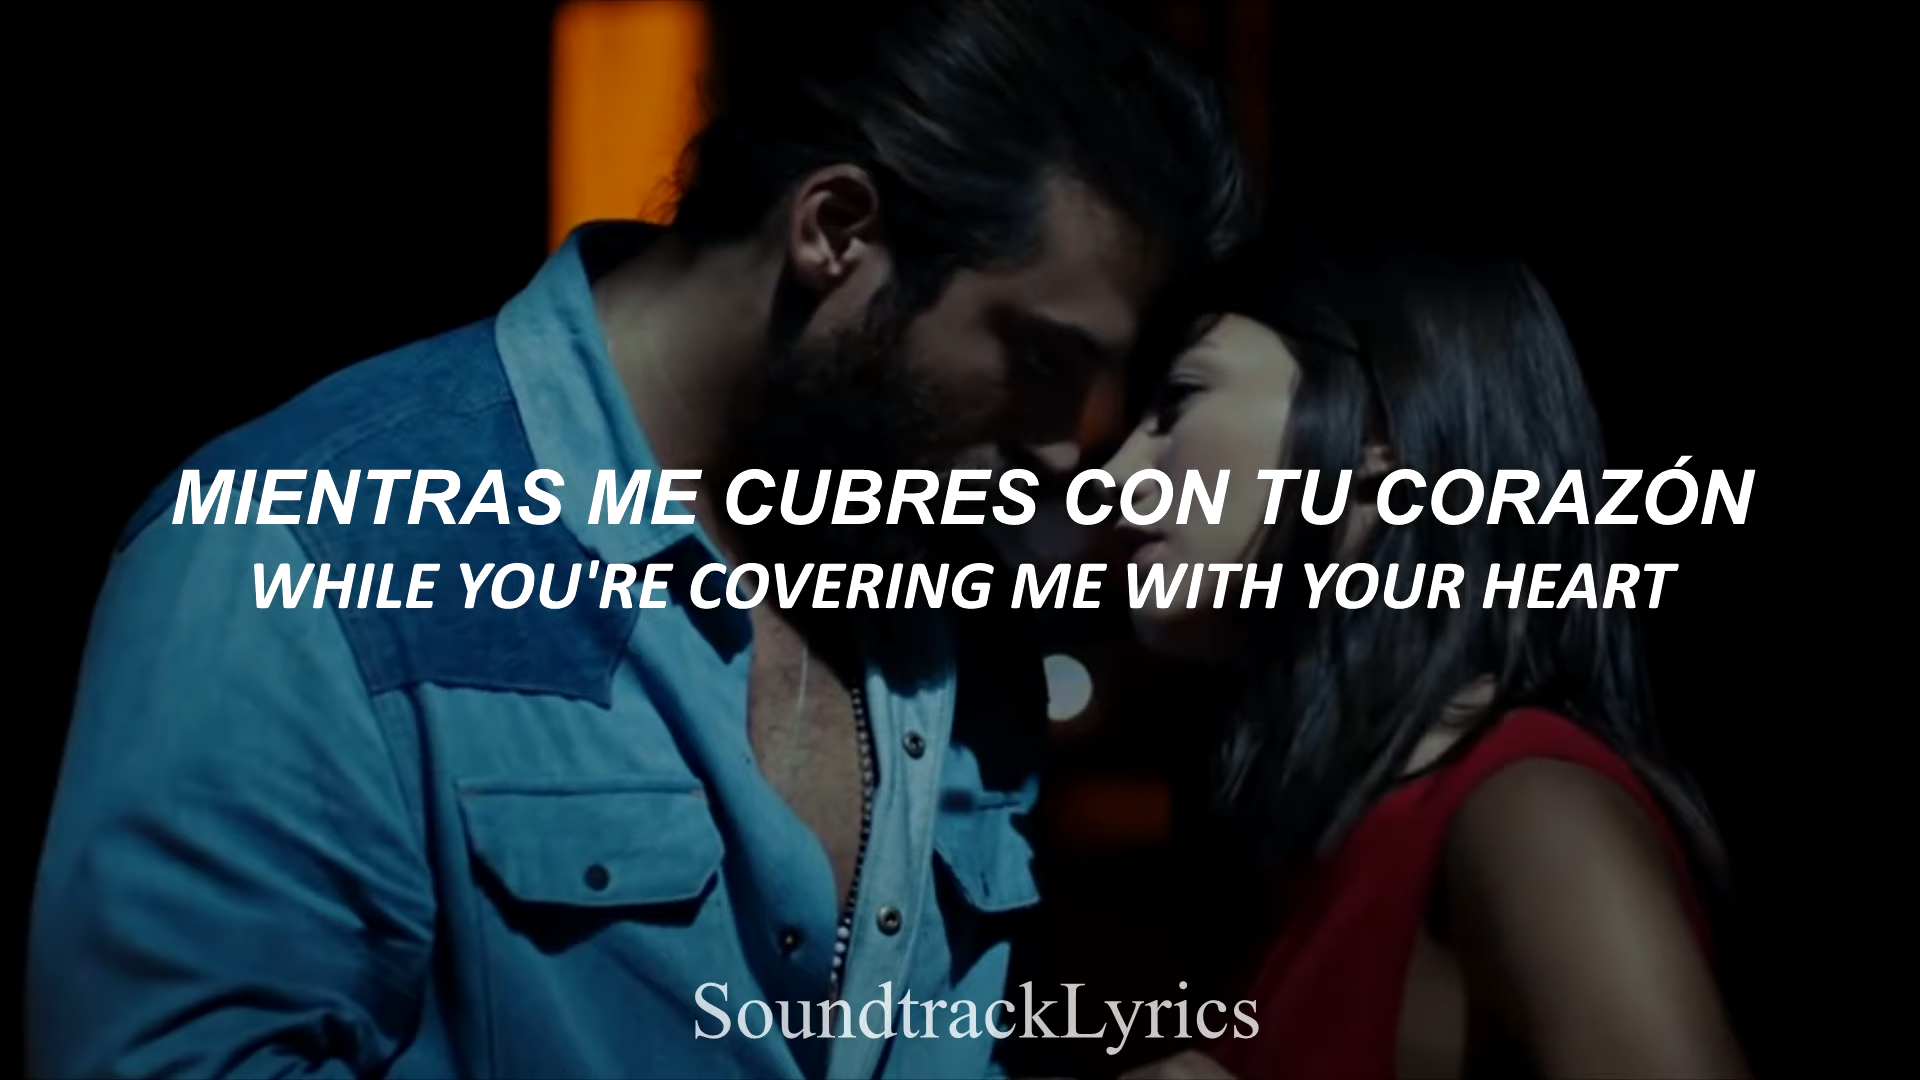 MIENTRAS ME CUBRES CON TU CORAZÓN
WHILE YOU'RE COVERING ME WITH YOUR HEART
SoundtrackLyrics